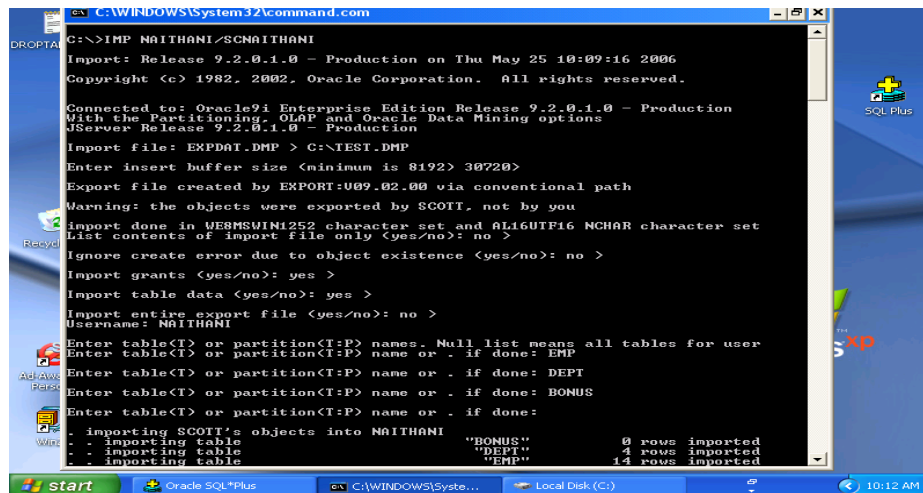 C:\WINDOWS\System32\command.com
C:\>IMP NAITHANI/SCNAITHANI
Import: Release 9.2.0.1.0 - Production on Thu May 25 10:09:16 2006
Copyright (c) 1982, 2002, Oracle Corporation.  All rights reserved.
Connected to: Oracle9i Enterprise Edition Release 9.2.0.1.0 - Production
With the Partitioning, OLAP and Oracle Data Mining options
JServer Release 9.2.0.1.0 - Production
Import file: EXPDAT.DMP > C:\TEST.DMP
Enter insert buffer size (minimum is 8192) 30720>
Export file created by EXPORT:V09.02.00 via conventional path
Warning: the objects were exported by SCOTT, not by you
import done in WE8MSWIN1252 character set and AL16UTF16 NCHAR character set
List contents of import file only (yes/no): no >
Ignore create error due to object existence (yes/no): no >
Import grants (yes/no): yes >
Import table data (yes/no): yes >
Import entire export file (yes/no): no >
Username: NAITHANI
Enter table(T) or partition(T:P) names. Null list means all tables for user
Enter table(T) or partition(T:P) name or . if done: EMP
Enter table(T) or partition(T:P) name or . if done: DEPT
Enter table(T) or partition(T:P) name or . if done: BONUS
Enter table(T) or partition(T:P) name or . if done:
. importing SCOTT's objects into NAITHANI
. . importing table "BONUS" 0 rows imported
. . importing table "DEPT" 4 rows imported
. . importing table "EMP" 14 rows imported
DROPTA
Recycl
Ad-Awa
Perso
Wind
SQL Plus
xp
start
Oracle SQL*Plus
C:\WINDOWS\Syste...
Local Disk (C:)
10:12 AM